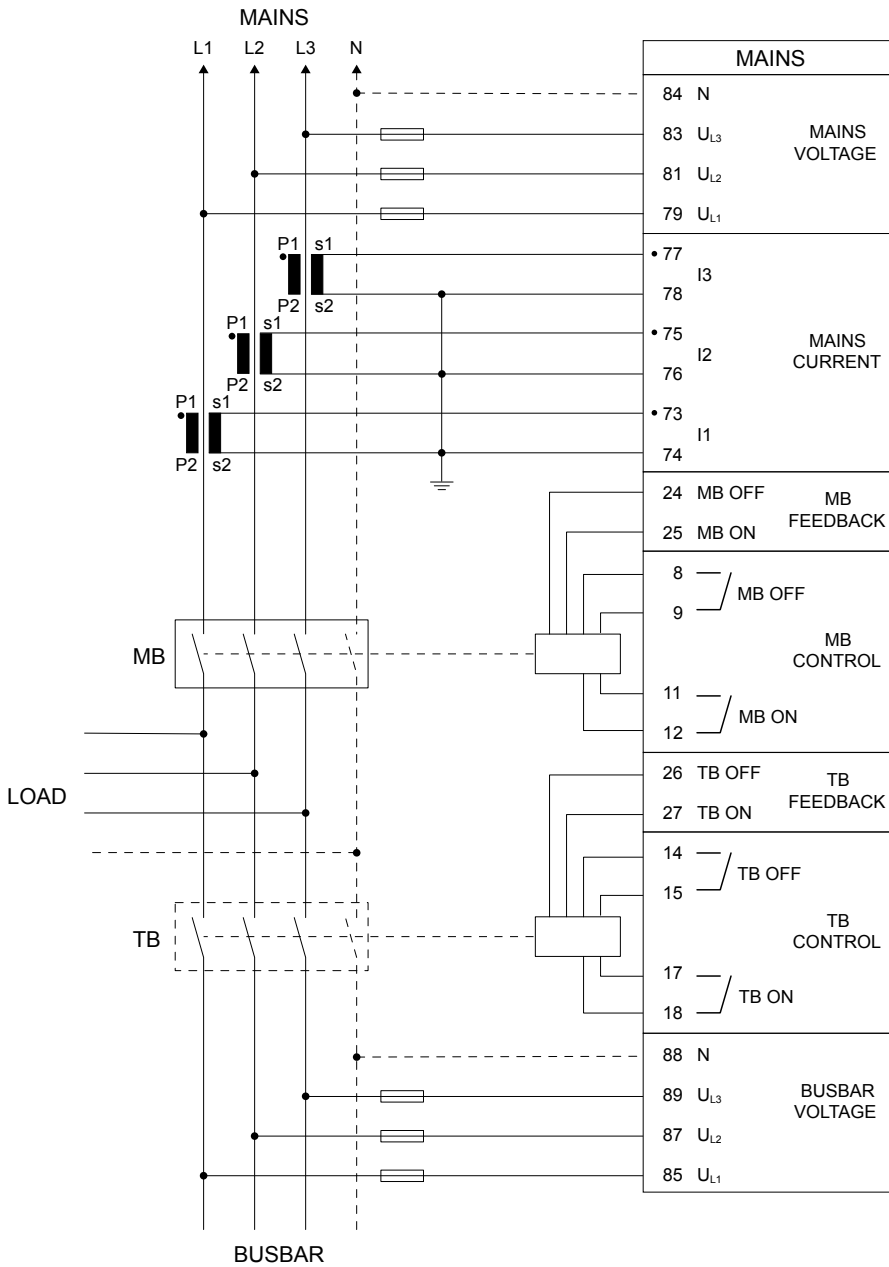 MAINS
L1 L2 L3 N
MAINS
84 N
83 UL3
81 UL2
79 UL1
MAINS
VOLTAGE
P1 s1
P2 s2
P1 s1
P2 s2
P1 s1
P2 s2
77
I3
78
75
I2
76
73
I1
74
MAINS
CURRENT
24 MB OFF
25 MB ON
MB
FEEDBACK
MB
8
MB OFF
9
11
MB ON
12
MB
CONTROL
LOAD
26 TB OFF
27 TB ON
TB
FEEDBACK
TB
14
TB OFF
15
17
TB ON
18
TB
CONTROL
88 N
89 UL3
87 UL2
85 UL1
BUSBAR
VOLTAGE
BUSBAR